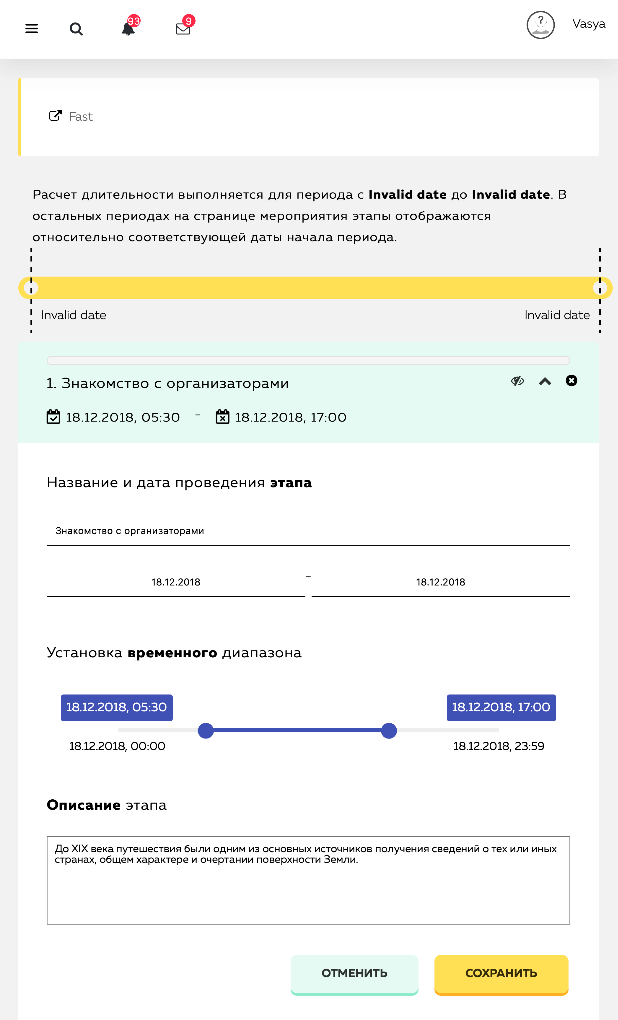 93
9
?
Vasya
Fast
Расчет длительности выполняется для периода с Invalid date до Invalid date. В
остальных периодах на странице мероприятия этапы отображаются
относительно соответствующей даты начала периода.
Invalid date Invalid date
1. Знакомство с организаторами
18.12.2018, 05:30 - 18.12.2018, 17:00
Название и дата проведения этапа
Знакомство с организаторами
18.12.2018 - 18.12.2018
Установка временного диапазона
18.12.2018, 05:30 18.12.2018, 17:00
18.12.2018, 00:00 18.12.2018, 23:59
Описание этапа
До XIX века путешествия были одним из основных источников получения сведений о тех или иных
странах, общем характере и очертании поверхности Земли.
ОТМЕНИТЬ СОХРАНИТЬ